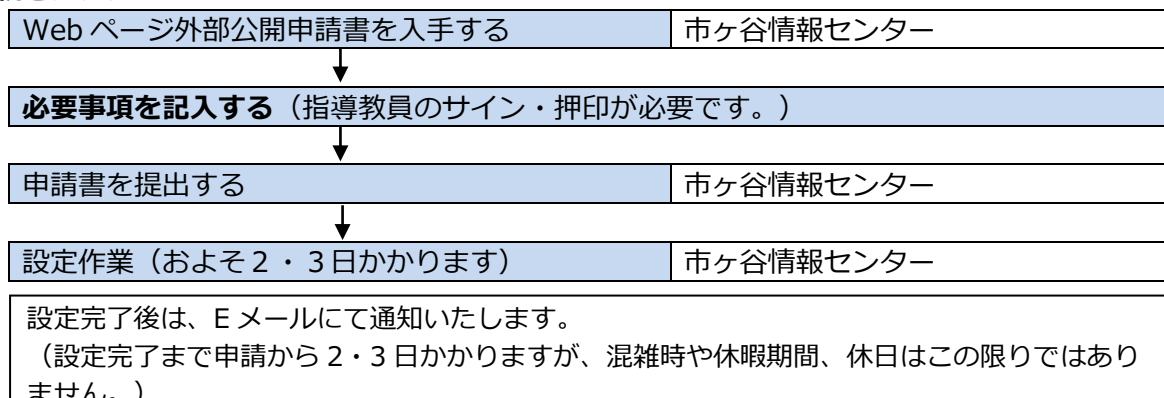 Web ページ外部公開申請書を入手する 市ヶ谷情報センター
必要事項を記入する（指導教員のサイン・押印が必要です。）
申請書を提出する 市ヶ谷情報センター
設定作業（およそ２・３日かかります） 市ヶ谷情報センター
設定完了後は、E メールにて通知いたします。
（設定完了まで申請から 2・3 日かかりますが、混雑時や休暇期間、休日はこの限りではあり
ません。）